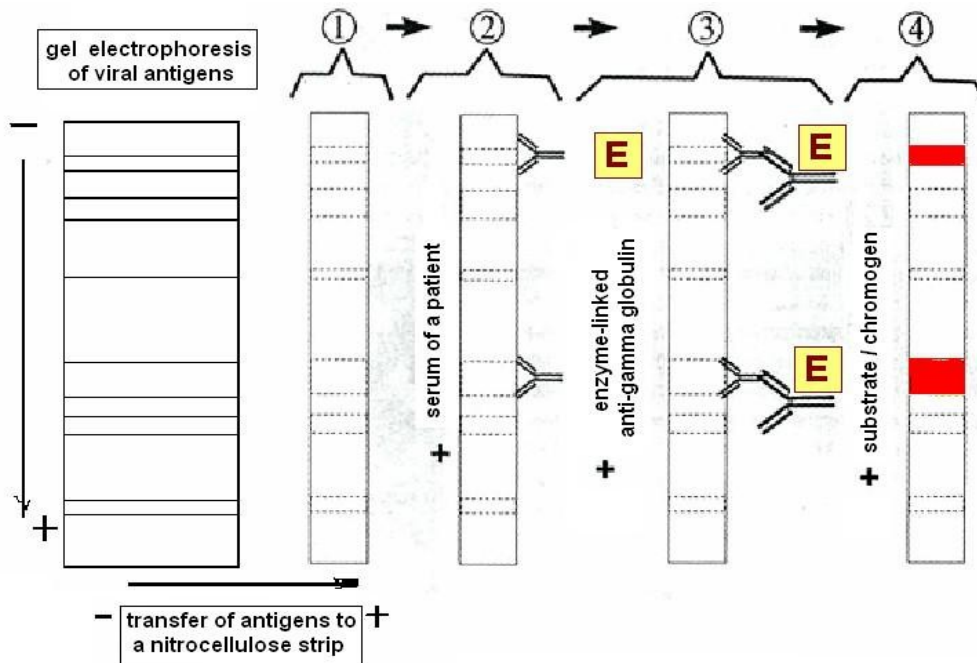 gel electrophoresis
of viral antigens
① ② ③ ④
−
+
serum of a patient
+
E
enzyme-linked
anti-gamma globulin
+
E
E
substrate / chromogen
+
− transfer of antigens to +
a nitrocellulose strip